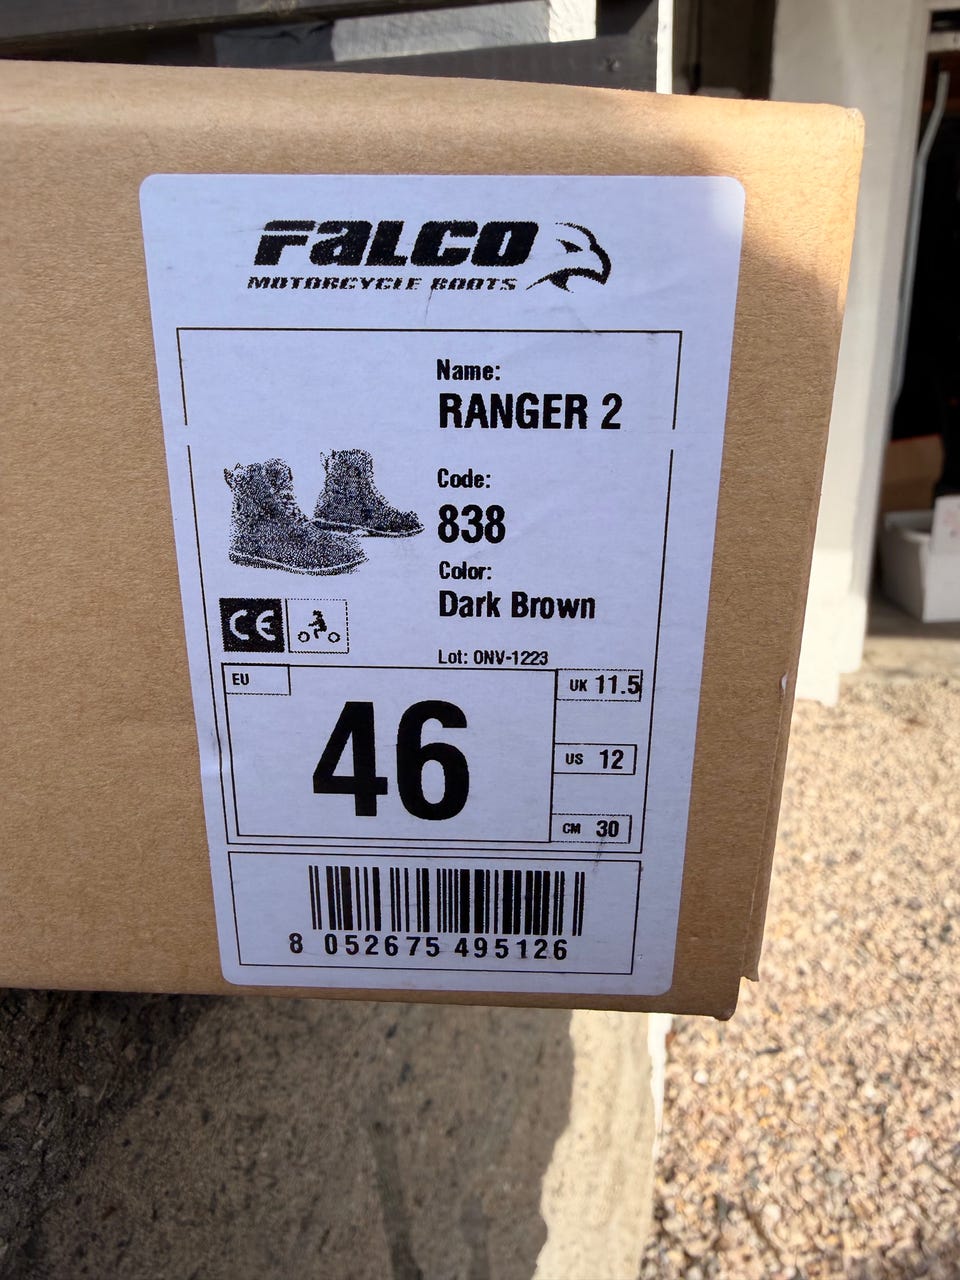 FALCO
MOTORCYCLE BOOTS
Name:
RANGER 2
Code:
838
Color:
Dark Brown
CE
Lot: ONV-1223
EU
46
UK 11.5
US 12
CM 30
8 052675 495126